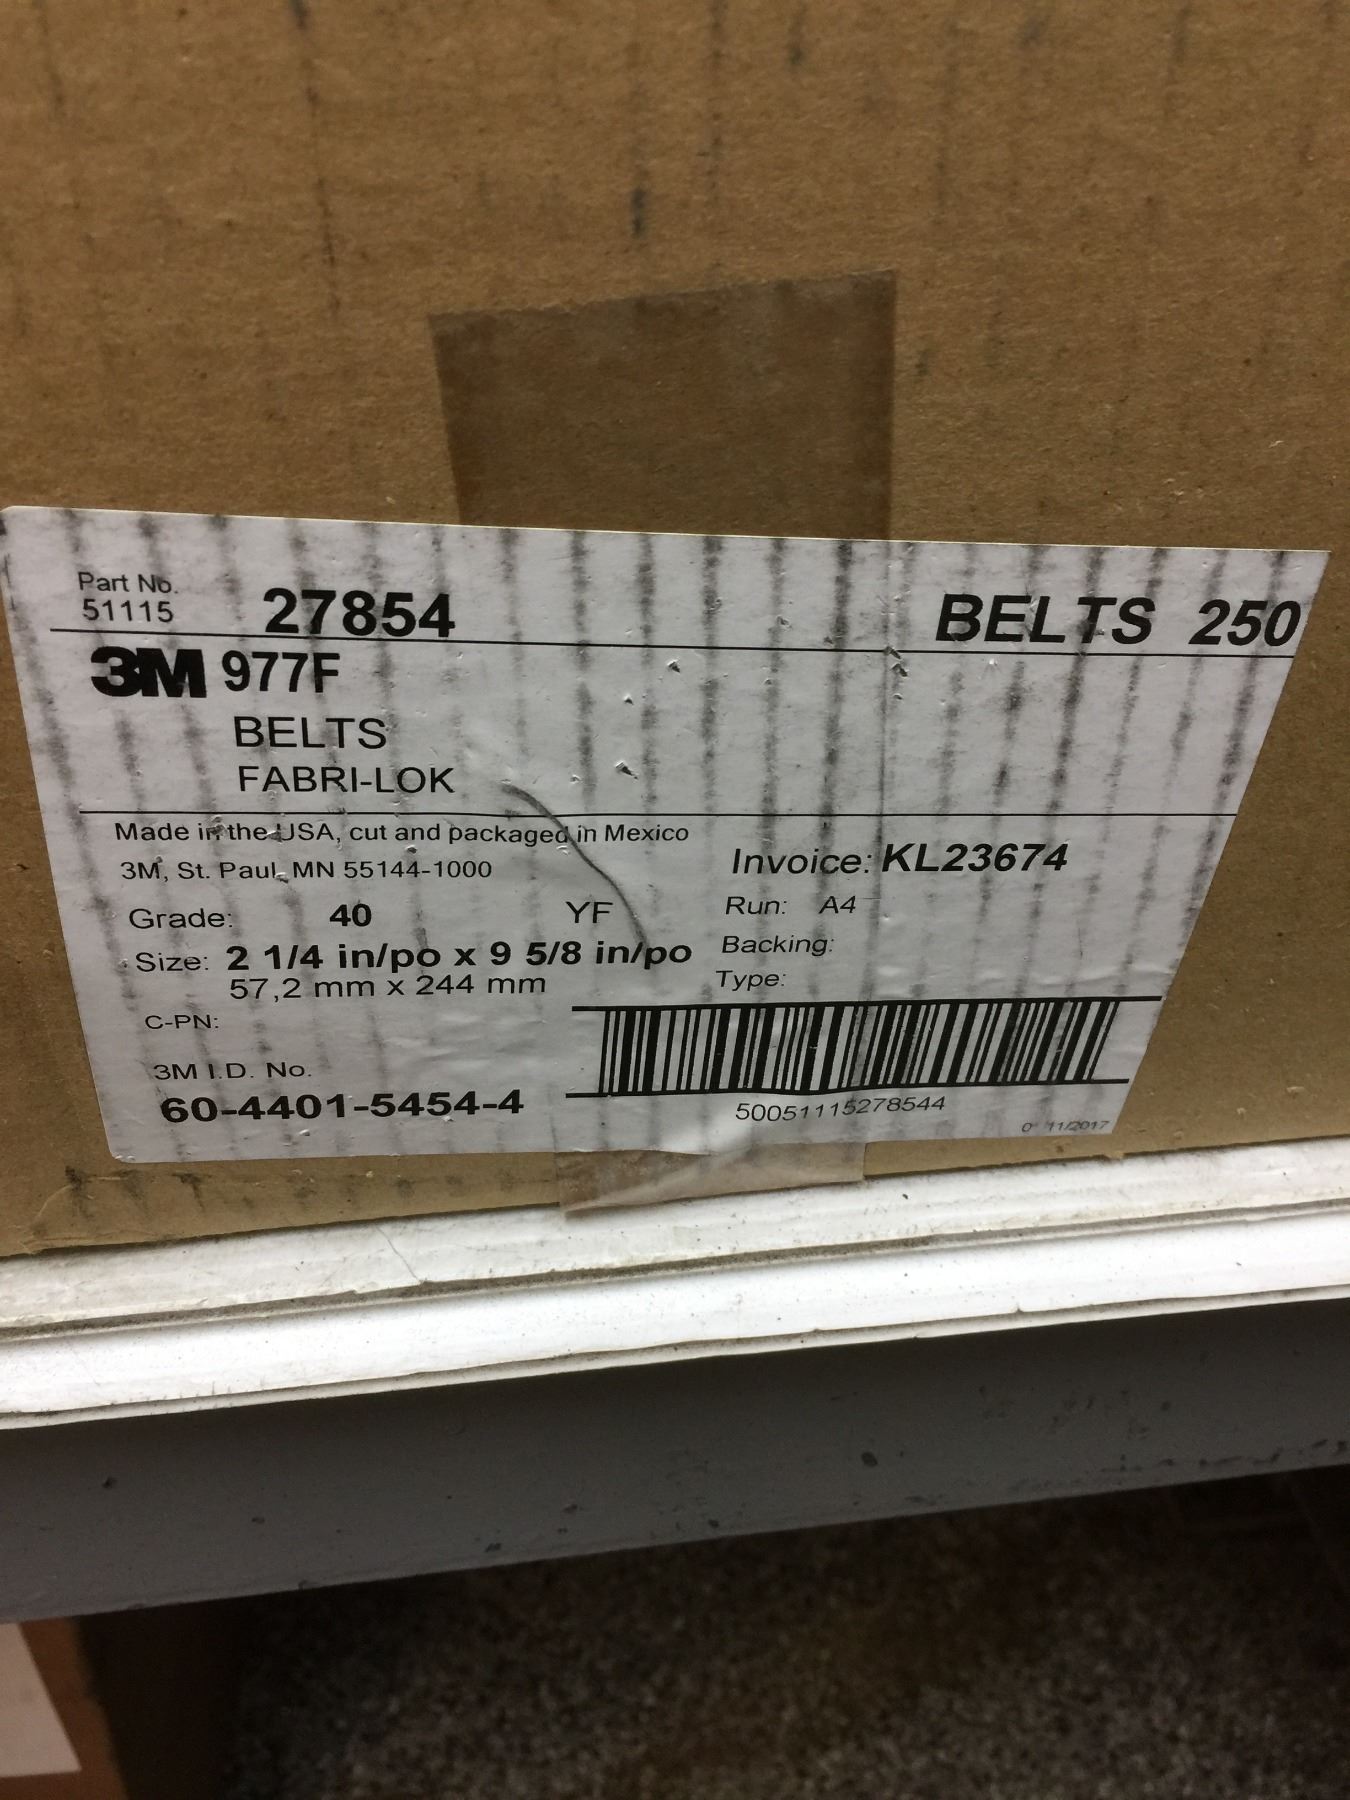 Part No.
51115 27854 BELTS 250
3M 977F
BELTS
FABRI-LOK
Made in the USA, cut and packaged in Mexico
3M, St. Paul, MN 55144-1000
Invoice: KL23674
Grade: 40 YF
Run: A4
Size: 2 1/4 in/po x 9 5/8 in/po
57,2 mm x 244 mm
Backing:
Type:
C-PN:
3M I.D. No.
60-4401-5454-4
50051115278544
0 11/2017